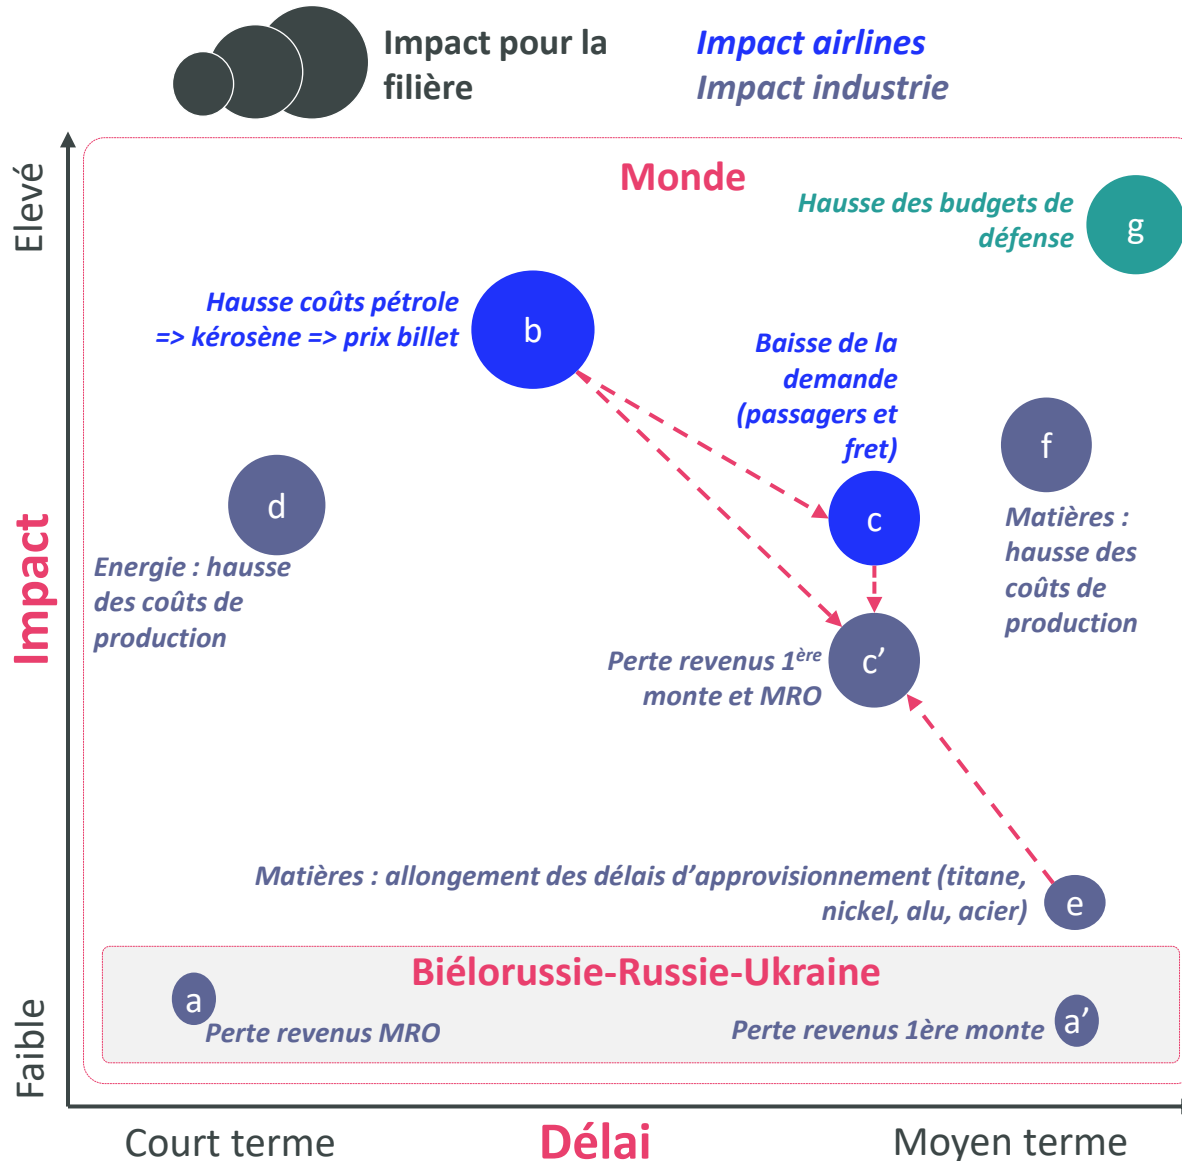 Impact pour la
filière
Impact airlines
Impact industrie
Elevé
Monde
Hausse des budgets de
défense
g
Hausse coûts pétrole
=> kérosène => prix billet
b
Baisse de la
demande
(passagers et
fret)
f
d
c
Matières :
hausse des
coûts de
production
Energie : hausse
des coûts de
production
Impact
Perte revenus 1ère
monte et MRO
c’
Matières : allongement des délais d’approvisionnement (titane,
nickel, alu, acier)
e
Biélorussie-Russie-Ukraine
a
Perte revenus MRO
Perte revenus 1ère monte
a’
Faible
Court terme
Délai
Moyen terme